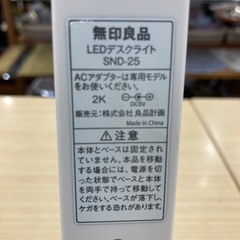 無印良品
LEDデスクライト
SND-25
ACアダプターは専用モデルを
お使いください。
2K
DC5V
販売元：株式会社 良品計画
Made in China
⚠注意
本体とベースは固定され
ていません。本品を移動
する場合には、電源を切
った状態でベースと本体
を両手で持って移動してく
ださい。ベースが落下し、
ケガをする恐れがあります。